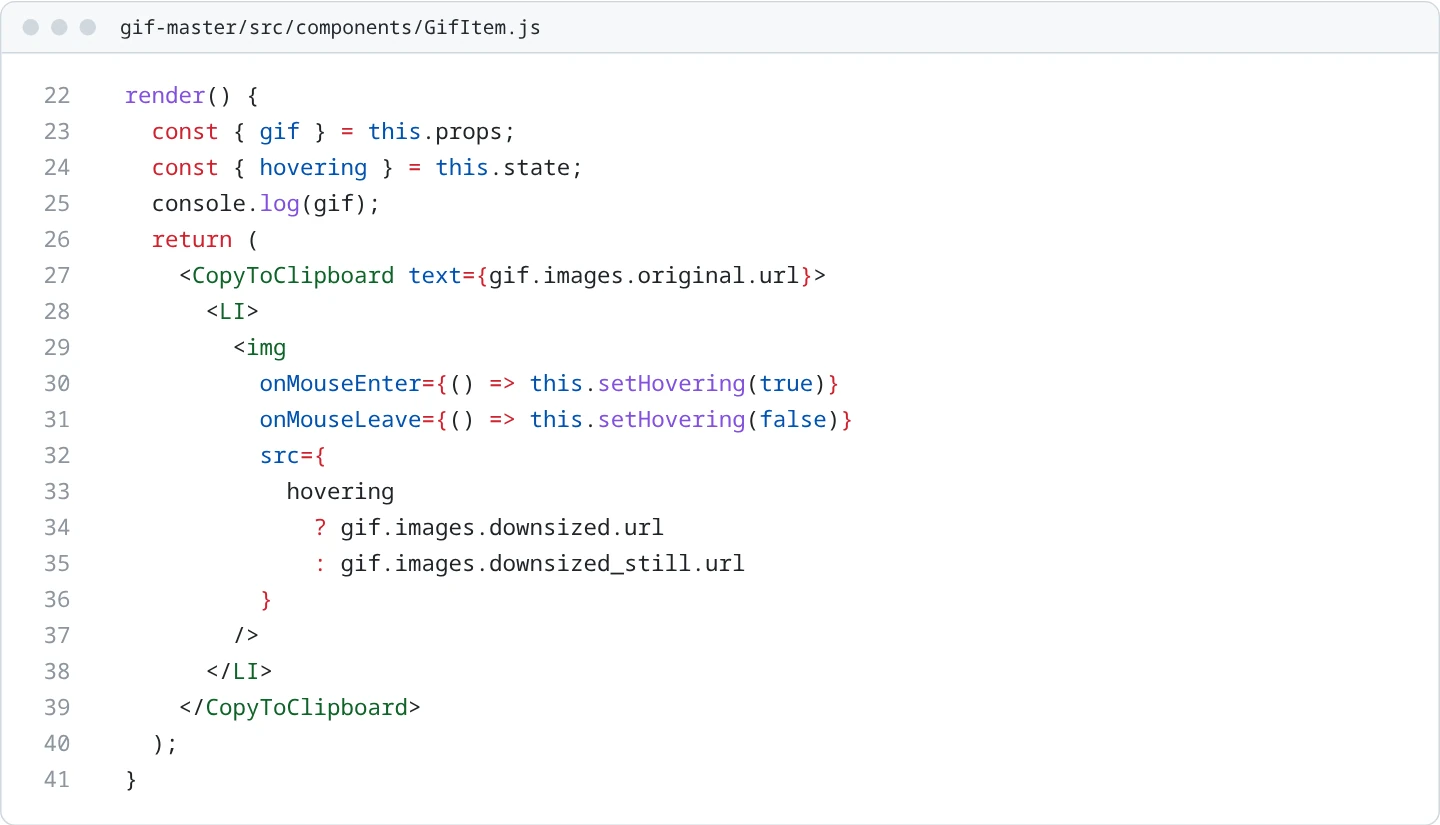 gif-master/src/components/GifItem.js
22 render() {
23 const { gif } = this.props;
24 const { hovering } = this.state;
25 console.log(gif);
26 return (
27 <CopyToClipboard text={gif.images.original.url}>
28 <LI>
29 <img
30 onMouseEnter={() => this.setHovering(true)}
31 onMouseLeave={() => this.setHovering(false)}
32 src={
33 hovering
34 ? gif.images.downsized.url
35 : gif.images.downsized_still.url
36 }
37 />
38 </LI>
39 </CopyToClipboard>
40 );
41 }